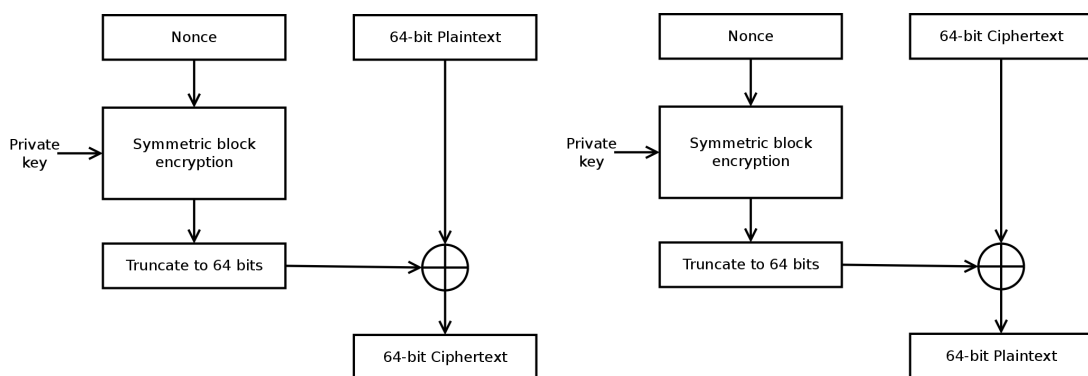 Nonce
64-bit Plaintext
Private
key
Symmetric block
encryption
Truncate to 64 bits
64-bit Ciphertext
Nonce
64-bit Ciphertext
Private
key
Symmetric block
encryption
Truncate to 64 bits
64-bit Plaintext